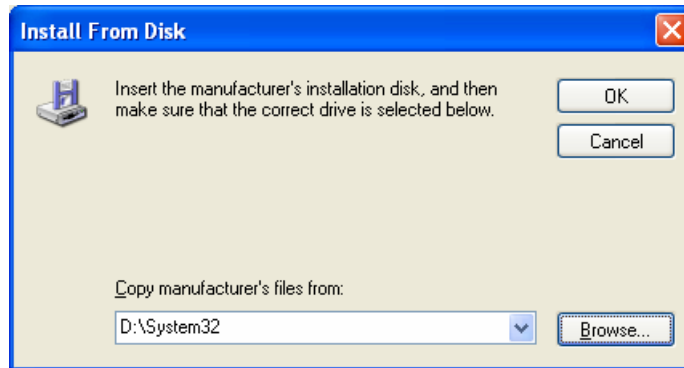 Install From Disk
Insert the manufacturer's installation disk, and then
make sure that the correct drive is selected below.
OK
Cancel
Copy manufacturer's files from:
D:\System32
Browse...